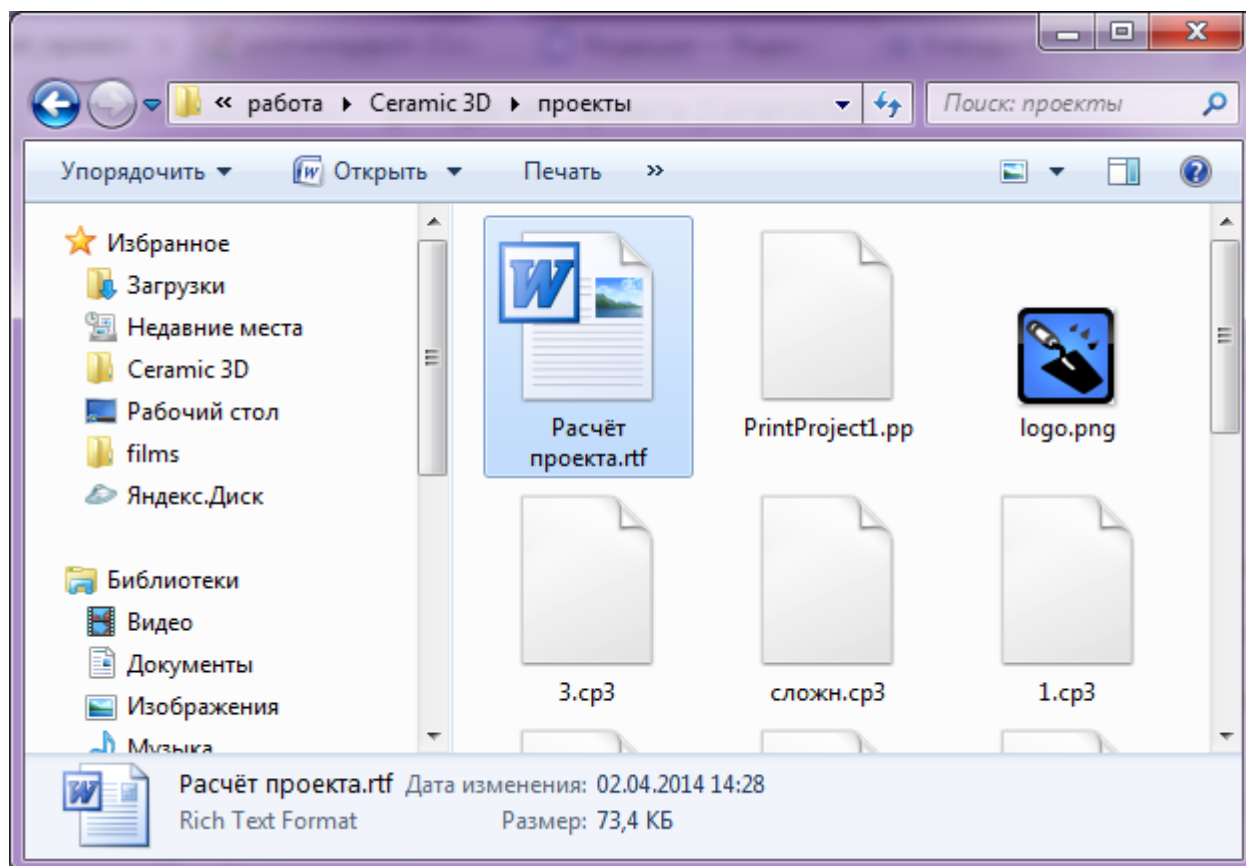 « работа Ceramic 3D проекты
Поиск: проекты
Упорядочить Открыть Печать »
Избранное
Загрузки
Недавние места
Ceramic 3D
Рабочий стол
films
Яндекс.Диск
Библиотеки
Видео
Документы
Изображения
Музыка
Расчёт
проекта.rtf
PrintProject1.pp
logo.png
3.cp3
сложн.cp3
1.cp3
Расчёт проекта.rtf Дата изменения: 02.04.2014 14:28
Rich Text Format Размер: 73,4 КБ